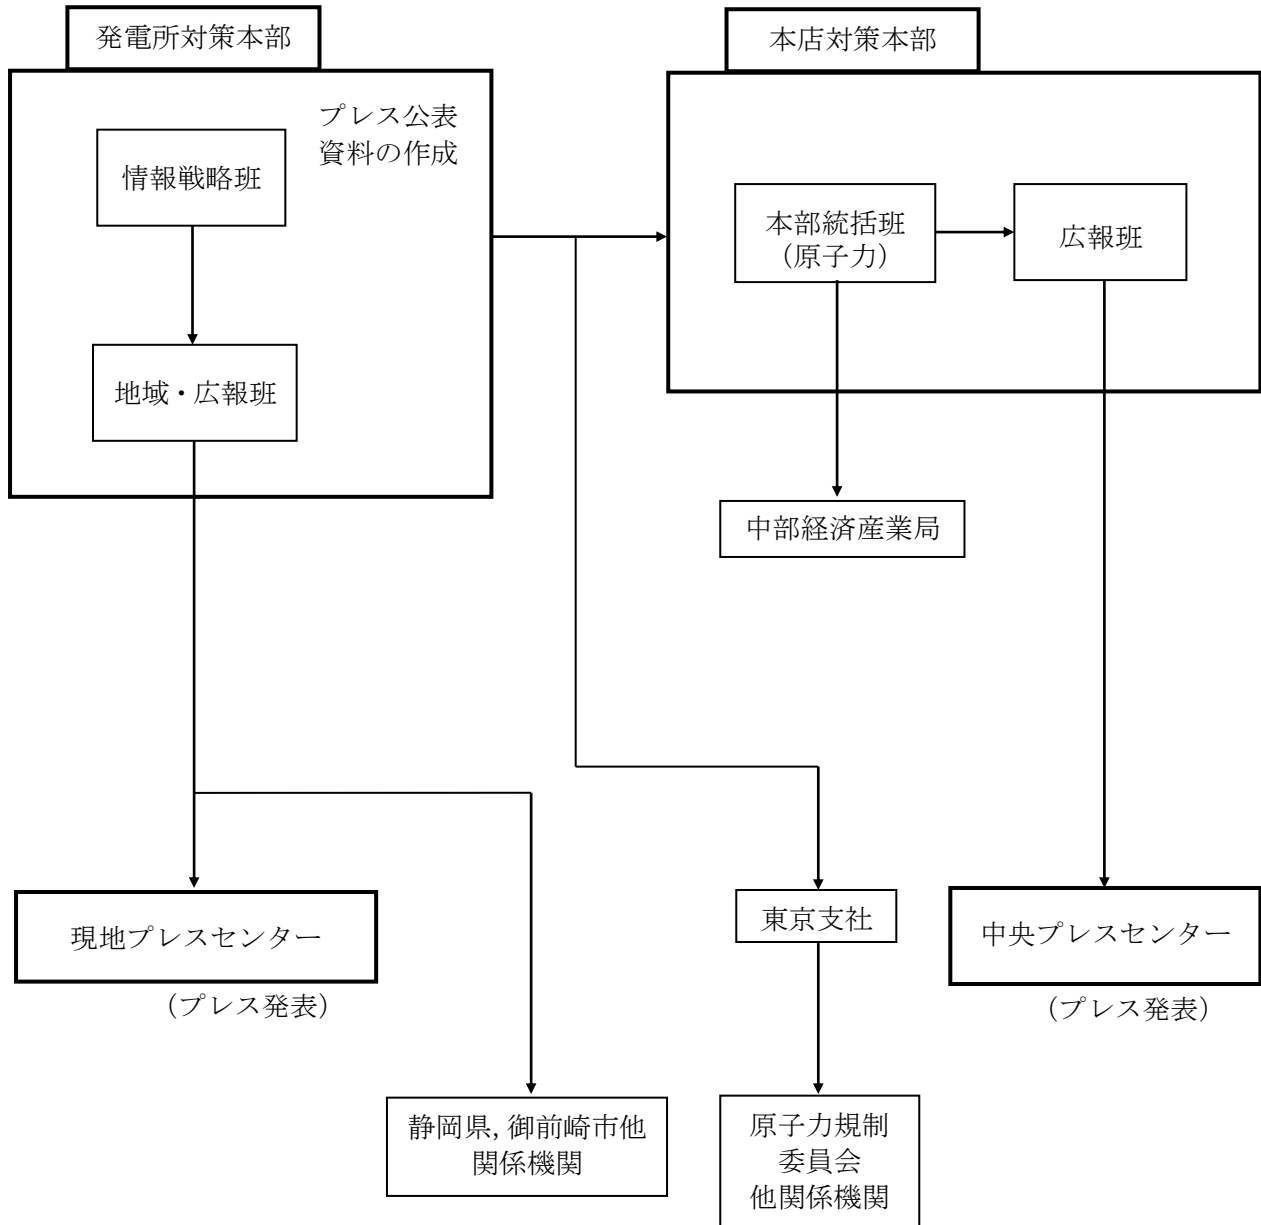 発電所対策本部
本店対策本部
プレス公表
資料の作成
情報戦略班
地域・広報班
本部統括班
(原子力)
広報班
中部経済産業局
現地プレスセンター
(プレス発表)
東京支社
中央プレスセンター
(プレス発表)
静岡県,御前崎市他
関係機関
原子力規制
委員会
他関係機関